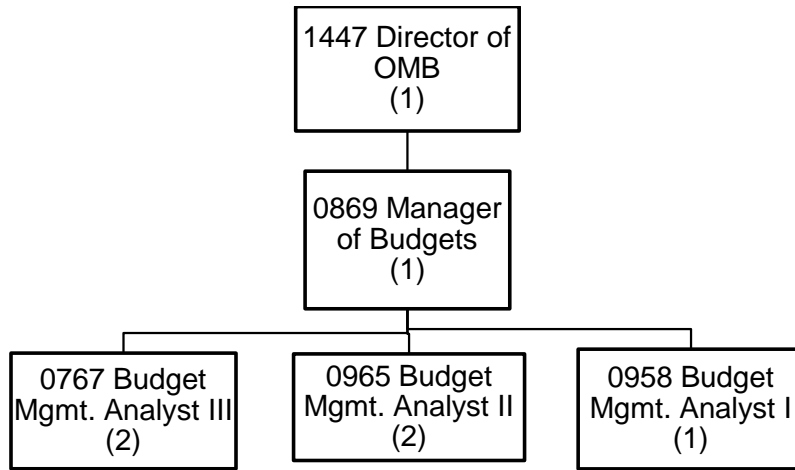 1447 Director of
OMB
(1)
0869 Manager
of Budgets
(1)
0767 Budget
Mgmt. Analyst III
(2)
0965 Budget
Mgmt. Analyst II
(2)
0958 Budget
Mgmt. Analyst I
(1)